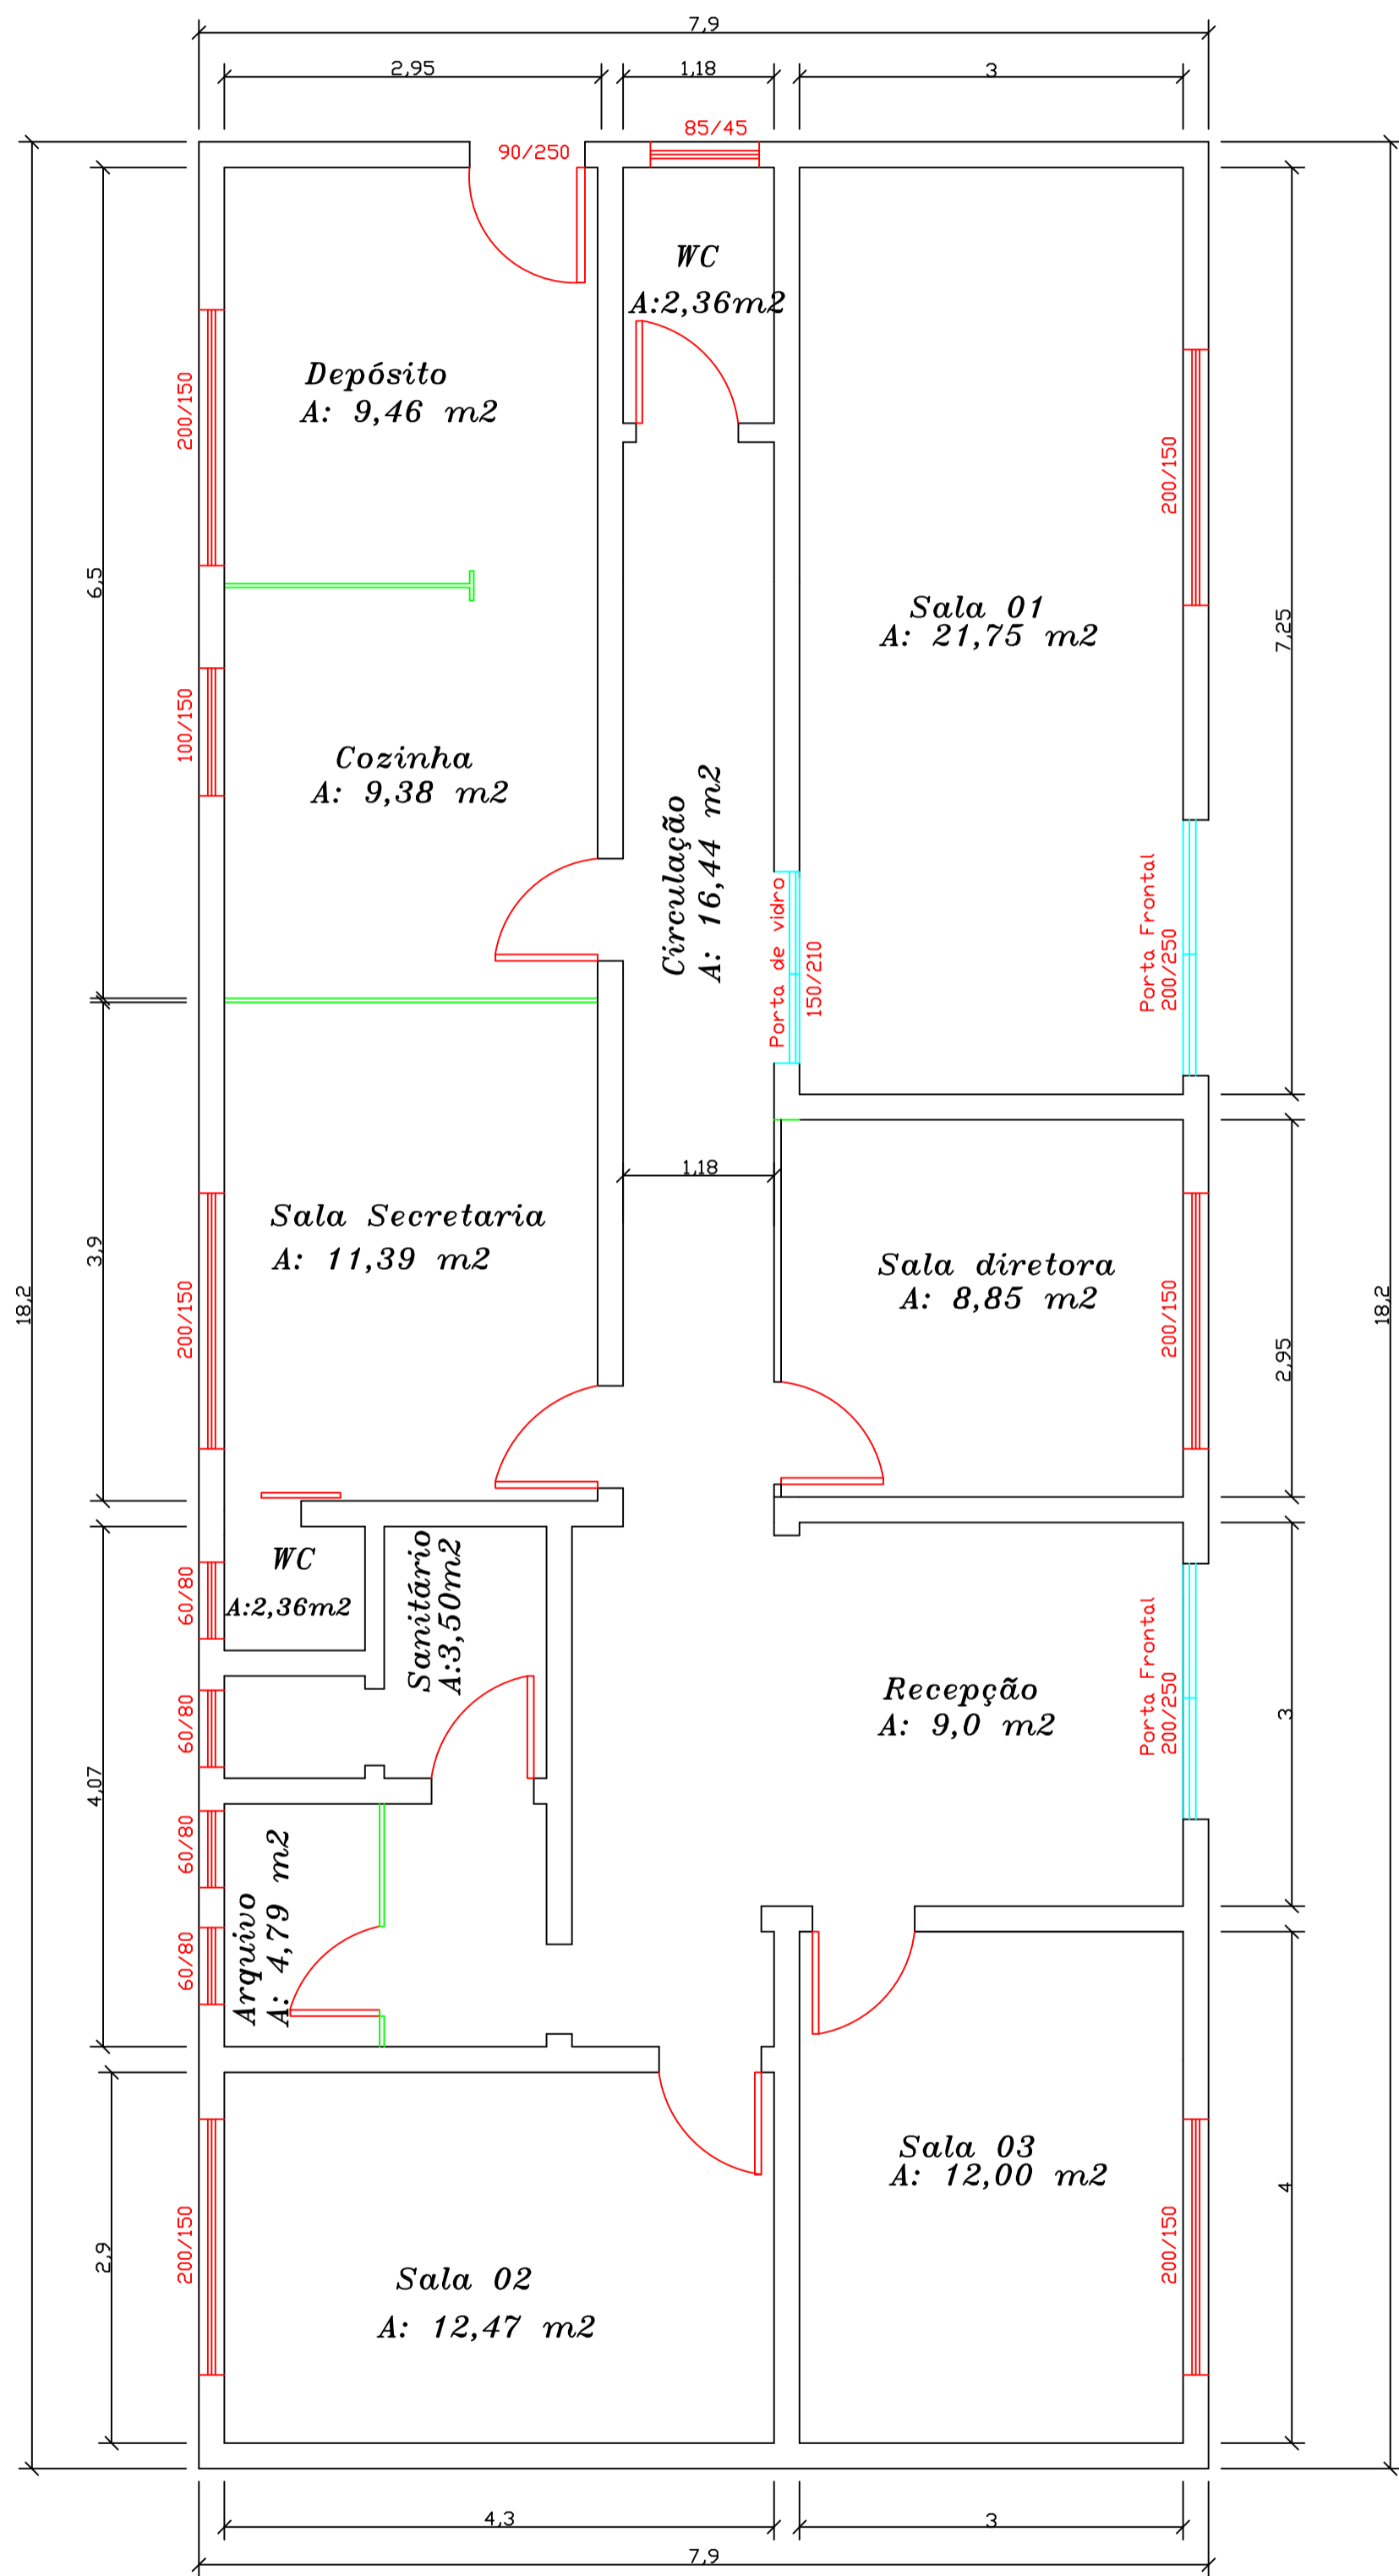 7,9
2,95
1,18
3
85/45
90/250
WC
A:2,36m2
Depósito
A: 9,46 m2
200/150
200/150
6,5
Sala 01
A: 21,75 m2
7,25
100/150
Cozinha
A: 9,38 m2
Circulação
A: 16,44 m2
Porta de vidro
150/210
Porta Frontal
200/250
1,18
Sala Secretaria
A: 11,39 m2
Sala diretora
A: 8,85 m2
3,9
18,2
200/150
200/150
2,95
18,2
WC
A:2,36m2
60/80
Sanitário
A:3,50m2
60/80
Recepção
A: 9,0 m2
Porta Frontal
200/250
3
4,07
60/80
60/80
Arquivo
A: 4,79 m2
Sala 03
A: 12,00 m2
4
2,9
200/150
200/150
Sala 02
A: 12,47 m2
4,3
3
7,9